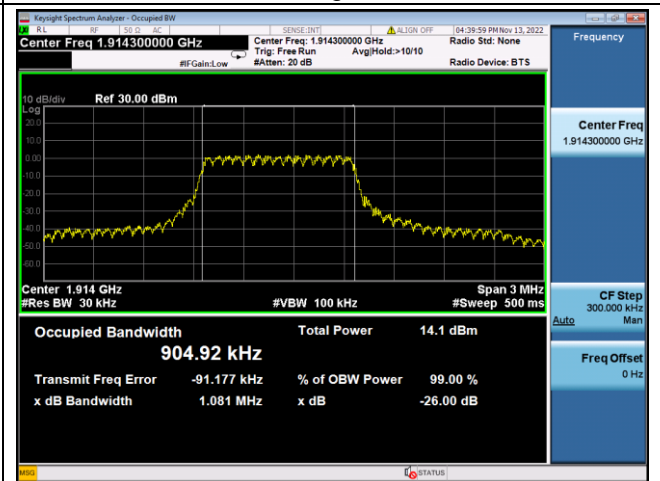 Keysight Spectrum Analyzer - Occupied BW
RL RF 50 Ω AC SENSE:INT ALIGN OFF 04:39:59 PM Nov 13, 2022
Center Freq 1.914300000 GHz Center Freq: 1.914300000 GHz Radio Std: None Frequency
Trig: Free Run Avg|Hold:>10/10
#IFGain:Low #Atten: 20 dB Radio Device: BTS
10 dB/div Ref 30.00 dBm
Log
20.0
10.0
0.00
-10.0
-20.0
-30.0
-40.0
-50.0
-60.0
Center Freq
1.914300000 GHz
Center 1.914 GHz Span 3 MHz
#Res BW 30 kHz #VBW 100 kHz #Sweep 500 ms
CF Step
300.000 kHz
Auto Man
Occupied Bandwidth Total Power 14.1 dBm
904.92 kHz
Freq Offset
0 Hz
Transmit Freq Error -91.177 kHz % of OBW Power 99.00 %
x dB Bandwidth 1.081 MHz x dB -26.00 dB
MSG STATUS